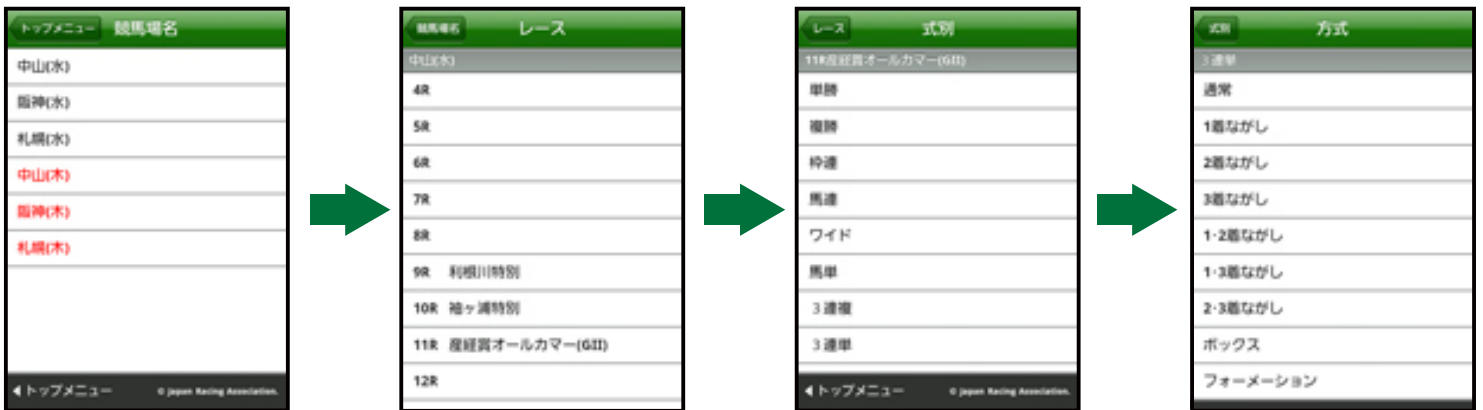 トップメニュー 競馬場名
中山(水)
阪神(水)
札幌(水)
中山(木)
阪神(木)
札幌(木)
◀トップメニュー © Japan Racing Association.
競馬場名 レース
中山(水)
4R
5R
6R
7R
8R
9R 利根川特別
10R 袖ヶ浦特別
11R 産経賞オールカマー(GII)
12R
レース 式別
11R産経賞オールカマー(GII)
単勝
複勝
枠連
馬連
ワイド
馬単
３連複
３連単
◀トップメニュー © Japan Racing Association.
式別 方式
３連単
通常
1着ながし
2着ながし
3着ながし
1・2着ながし
1・3着ながし
2・3着ながし
ボックス
フォーメーション